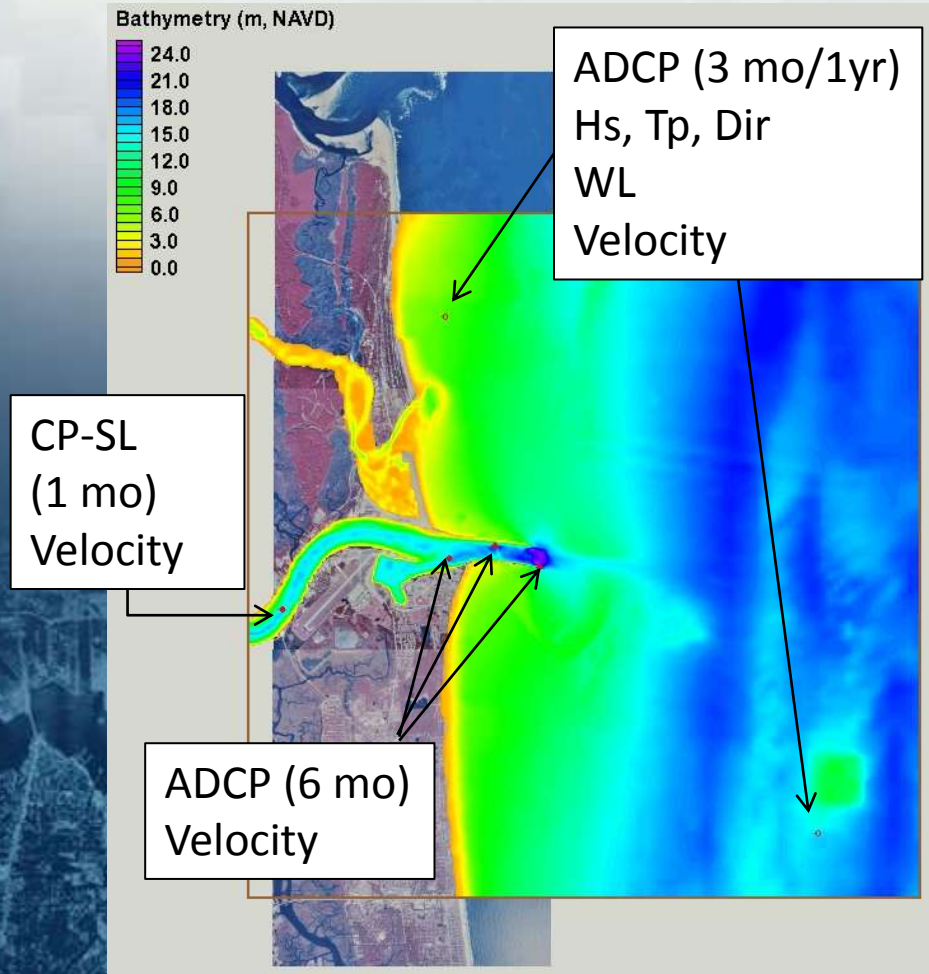 Bathymetry (m, NAVD)
24.0
21.0
18.0
15.0
12.0
9.0
6.0
3.0
0.0
ADCP (3 mo/1yr)
Hs, Tp, Dir
WL
Velocity
CP-SL
(1 mo)
Velocity
ADCP (6 mo)
Velocity